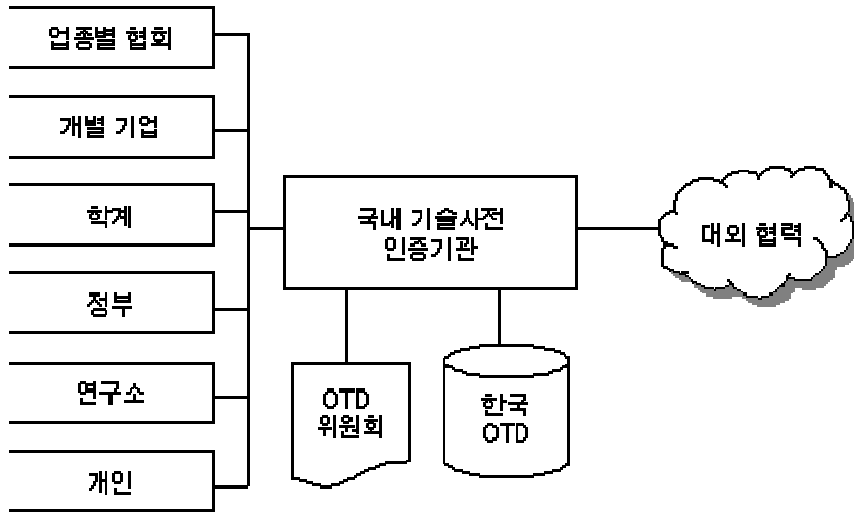 업종별 협회
개별 기업
학계
정부
연구소
개인
국내 기술사전
인증기관
OTD
위원회
한국
OTD
대외 협력